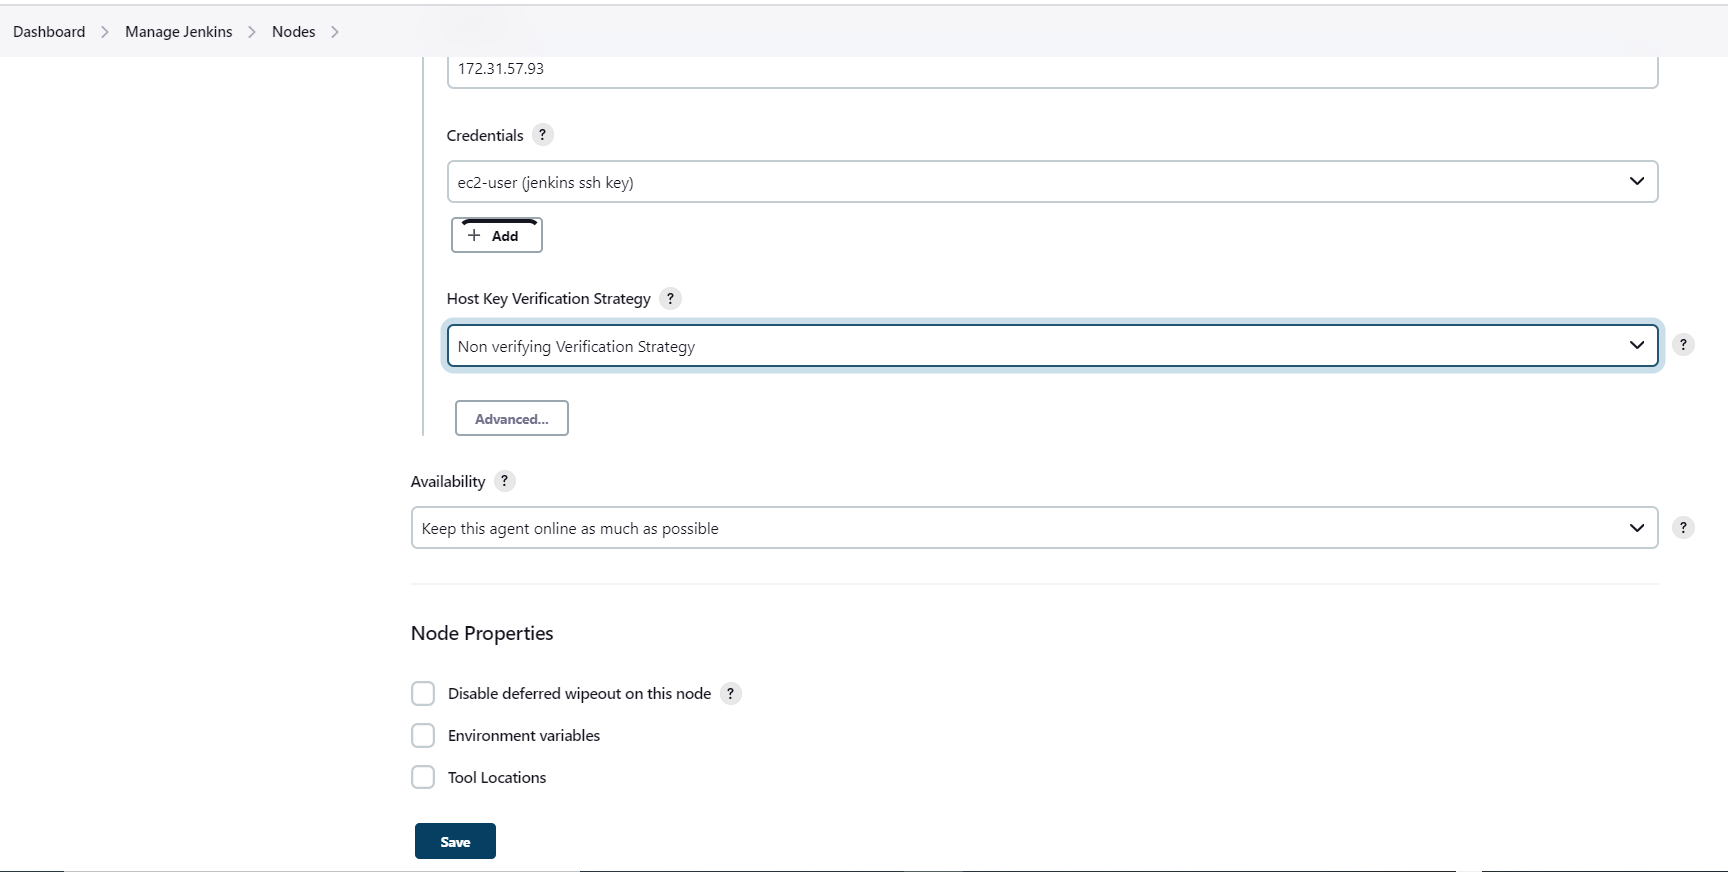 Dashboard > Manage Jenkins > Nodes >
172.31.57.93
Credentials ?
ec2-user (jenkins ssh key)
+ Add
Host Key Verification Strategy ?
Non verifying Verification Strategy
?
Advanced...
Availability ?
Keep this agent online as much as possible
?
Node Properties
Disable deferred wipeout on this node ?
Environment variables
Tool Locations
Save